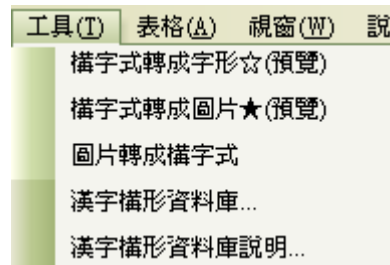 工具(T) 表格(A) 視窗(W) 說
構字式轉成字形☆(預覽)
構字式轉成圖片★(預覽)
圖片轉成構字式
漢字構形資料庫...
漢字構形資料庫說明...